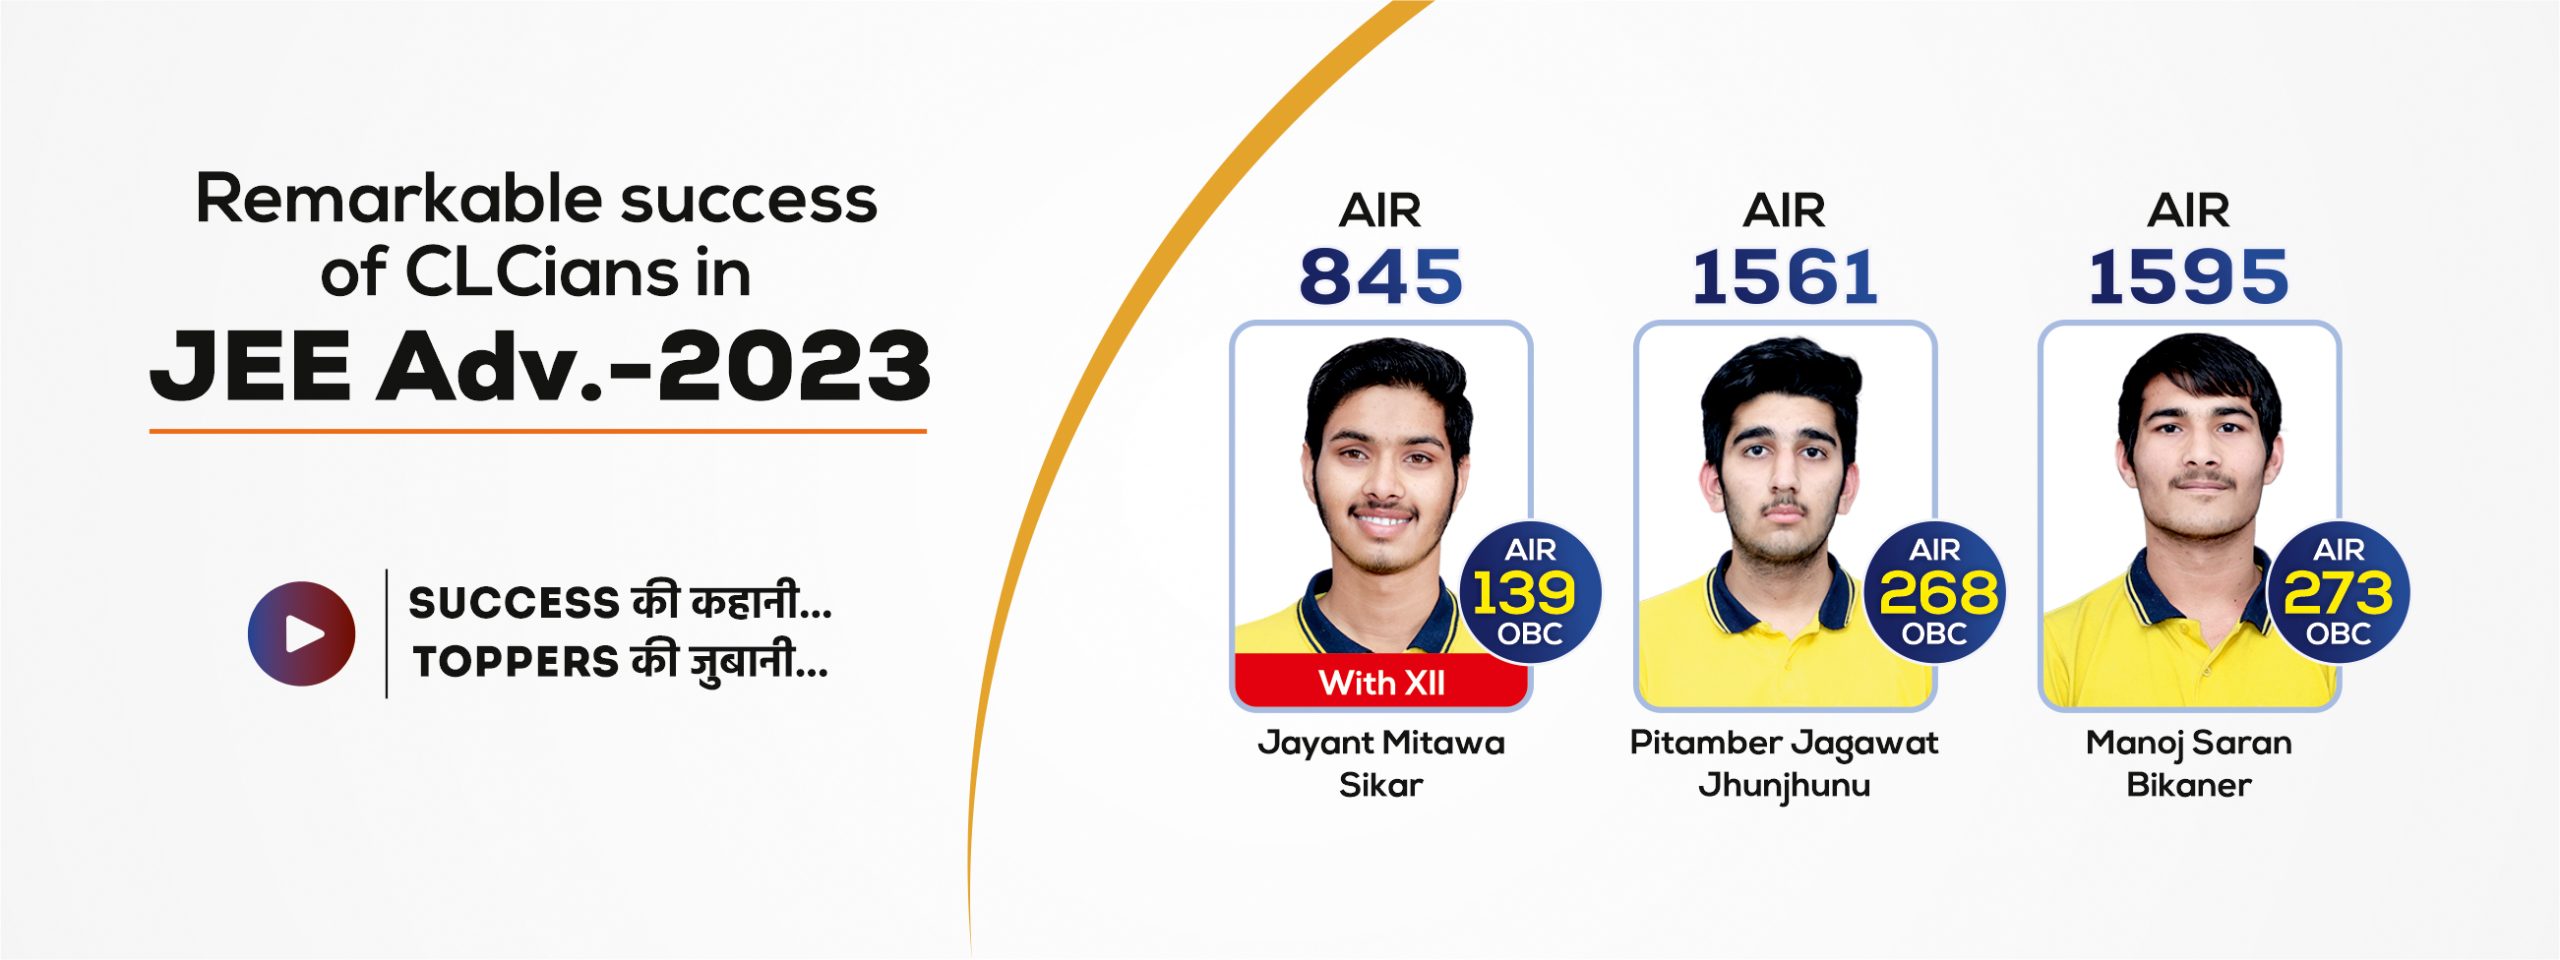 Remarkable success
of CLCians in
JEE Adv.-2023
SUCCESS की कहानी...
TOPPERS की जुबानी...
AIR
845
AIR
139
OBC
With XII
Jayant Mitawa
Sikar
AIR
1561
AIR
268
OBC
Pitamber Jagawat
Jhunjhunu
AIR
1595
AIR
273
OBC
Manoj Saran
Bikaner